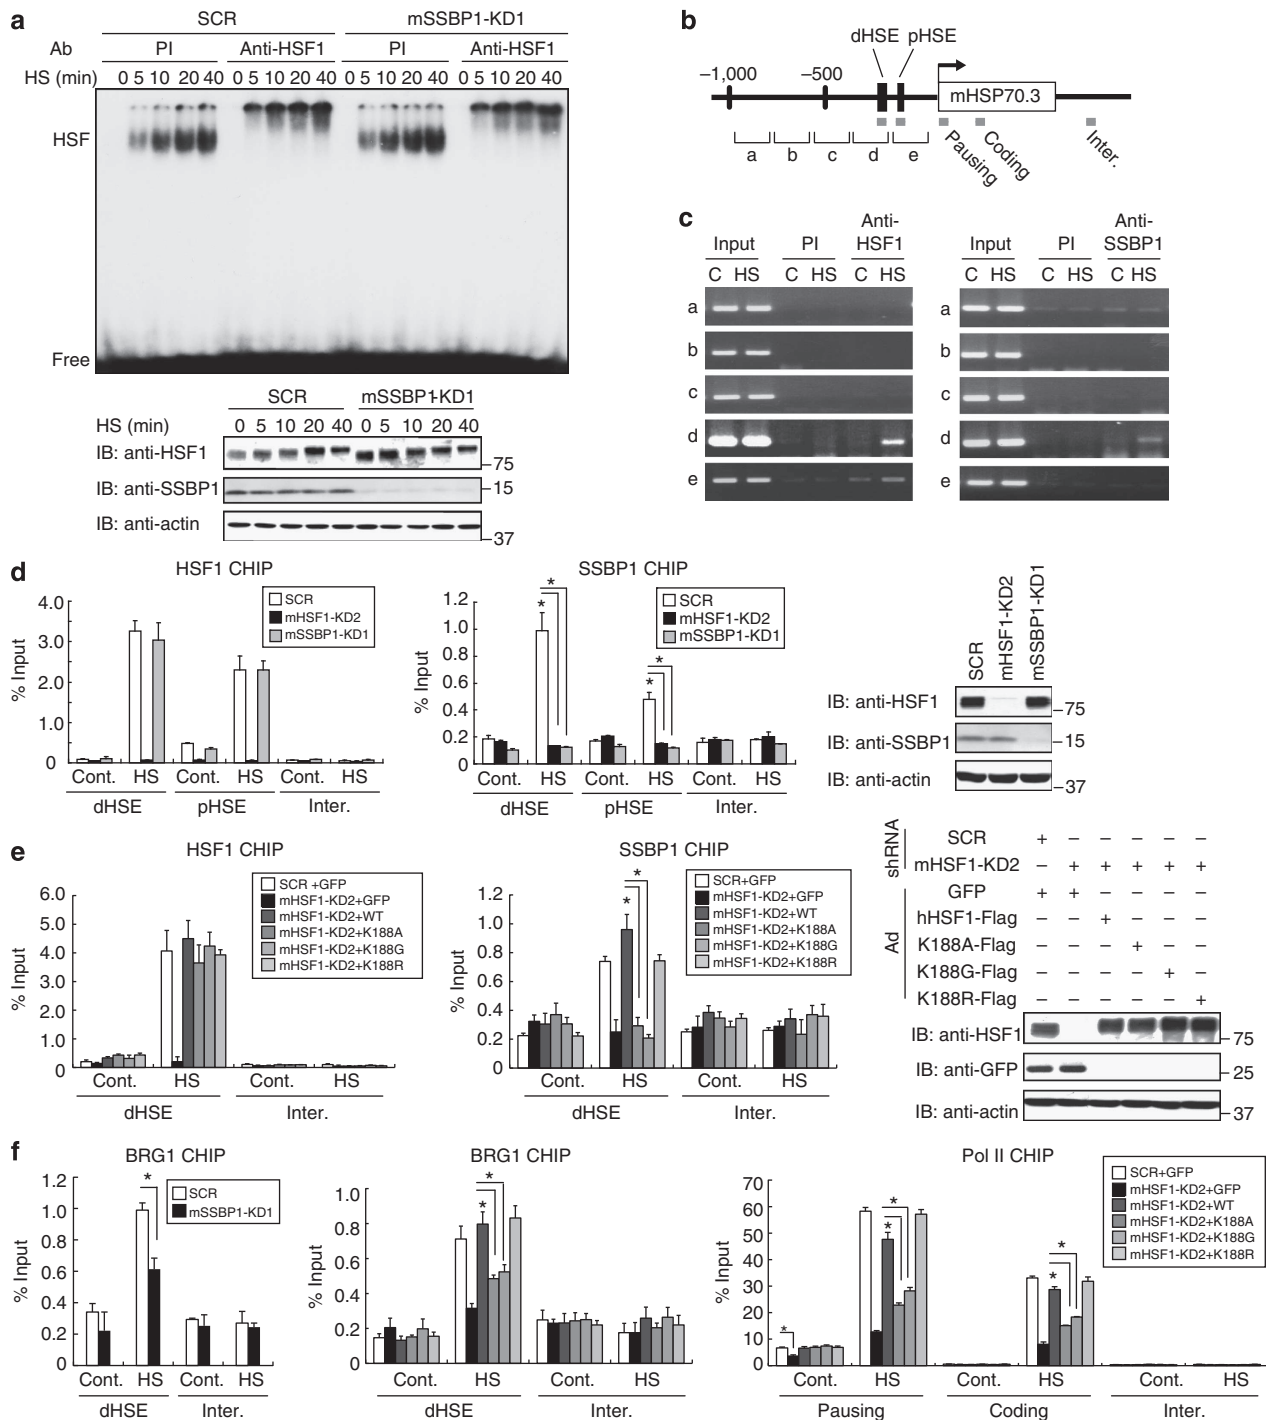 a
SCR mSSBP1-KD1
Ab PI Anti-HSF1 PI Anti-HSF1
HS (min) 0 5 10 20 40 0 5 10 20 40 0 5 10 20 40 0 5 10 20 40
HSF
Free
SCR mSSBP1-KD1
HS (min) 0 5 10 20 40 0 5 10 20 40
IB: anti-HSF1 75
IB: anti-SSBP1 15
IB: anti-actin 37
b
dHSE pHSE
–1,000 –500
mHSP70.3
a b c d e
Pausing Coding Inter.
c
Input PI Anti-HSF1
C HS C HS C HS
a
b
c
d
e
Input PI Anti-SSBP1
C HS C HS C HS
a
b
c
d
e
d
HSF1 CHIP
% Input
4.0
3.0
2.0
1.0
0
SCR
mHSF1-KD2
mSSBP1-KD1
Cont. HS Cont. HS Cont. HS
dHSE pHSE Inter.
SSBP1 CHIP
% Input
1.2
1.0
0.8
0.6
0.4
0.2
0
* * * *
SCR
mHSF1-KD2
mSSBP1-KD1
Cont. HS Cont. HS Cont. HS
dHSE pHSE Inter.
SCR mHSF1-KD2 mSSBP1-KD1
IB: anti-HSF1 75
IB: anti-SSBP1 15
IB: anti-actin 37
e
HSF1 CHIP
% Input
6.0
5.0
4.0
3.0
2.0
1.0
0
SCR +GFP
mHSF1-KD2+GFP
mHSF1-KD2+WT
mHSF1-KD2+K188A
mHSF1-KD2+K188G
mHSF1-KD2+K188R
Cont. HS Cont. HS
dHSE Inter.
SSBP1 CHIP
% Input
1.2
1.0
0.8
0.6
0.4
0.2
0
* *
SCR+GFP
mHSF1-KD2+GFP
mHSF1-KD2+WT
mHSF1-KD2+K188A
mHSF1-KD2+K188G
mHSF1-KD2+K188R
Cont. HS Cont. HS
dHSE Inter.
shRNA
SCR + – – – – –
mHSF1-KD2 – + + + + +
Ad
GFP + + – – – –
hHSF1-Flag – – + – – –
K188A-Flag – – – + – –
K188G-Flag – – – – + –
K188R-Flag – – – – – +
IB: anti-HSF1 75
IB: anti-GFP 25
IB: anti-actin 37
f
BRG1 CHIP
% Input
1.2
1.0
0.8
0.6
0.4
0.2
0
*
SCR
mSSBP1-KD1
Cont. HS Cont. HS
dHSE Inter.
BRG1 CHIP
% Input
1.0
0.8
0.6
0.4
0.2
0
* *
Cont. HS Cont. HS
dHSE Inter.
Pol II CHIP
% Input
70
60
50
40
30
20
10
0
* * * * *
SCR+GFP
mHSF1-KD2+GFP
mHSF1-KD2+WT
mHSF1-KD2+K188A
mHSF1-KD2+K188G
mHSF1-KD2+K188R
Cont. HS Cont. HS Cont. HS
Pausing Coding Inter.